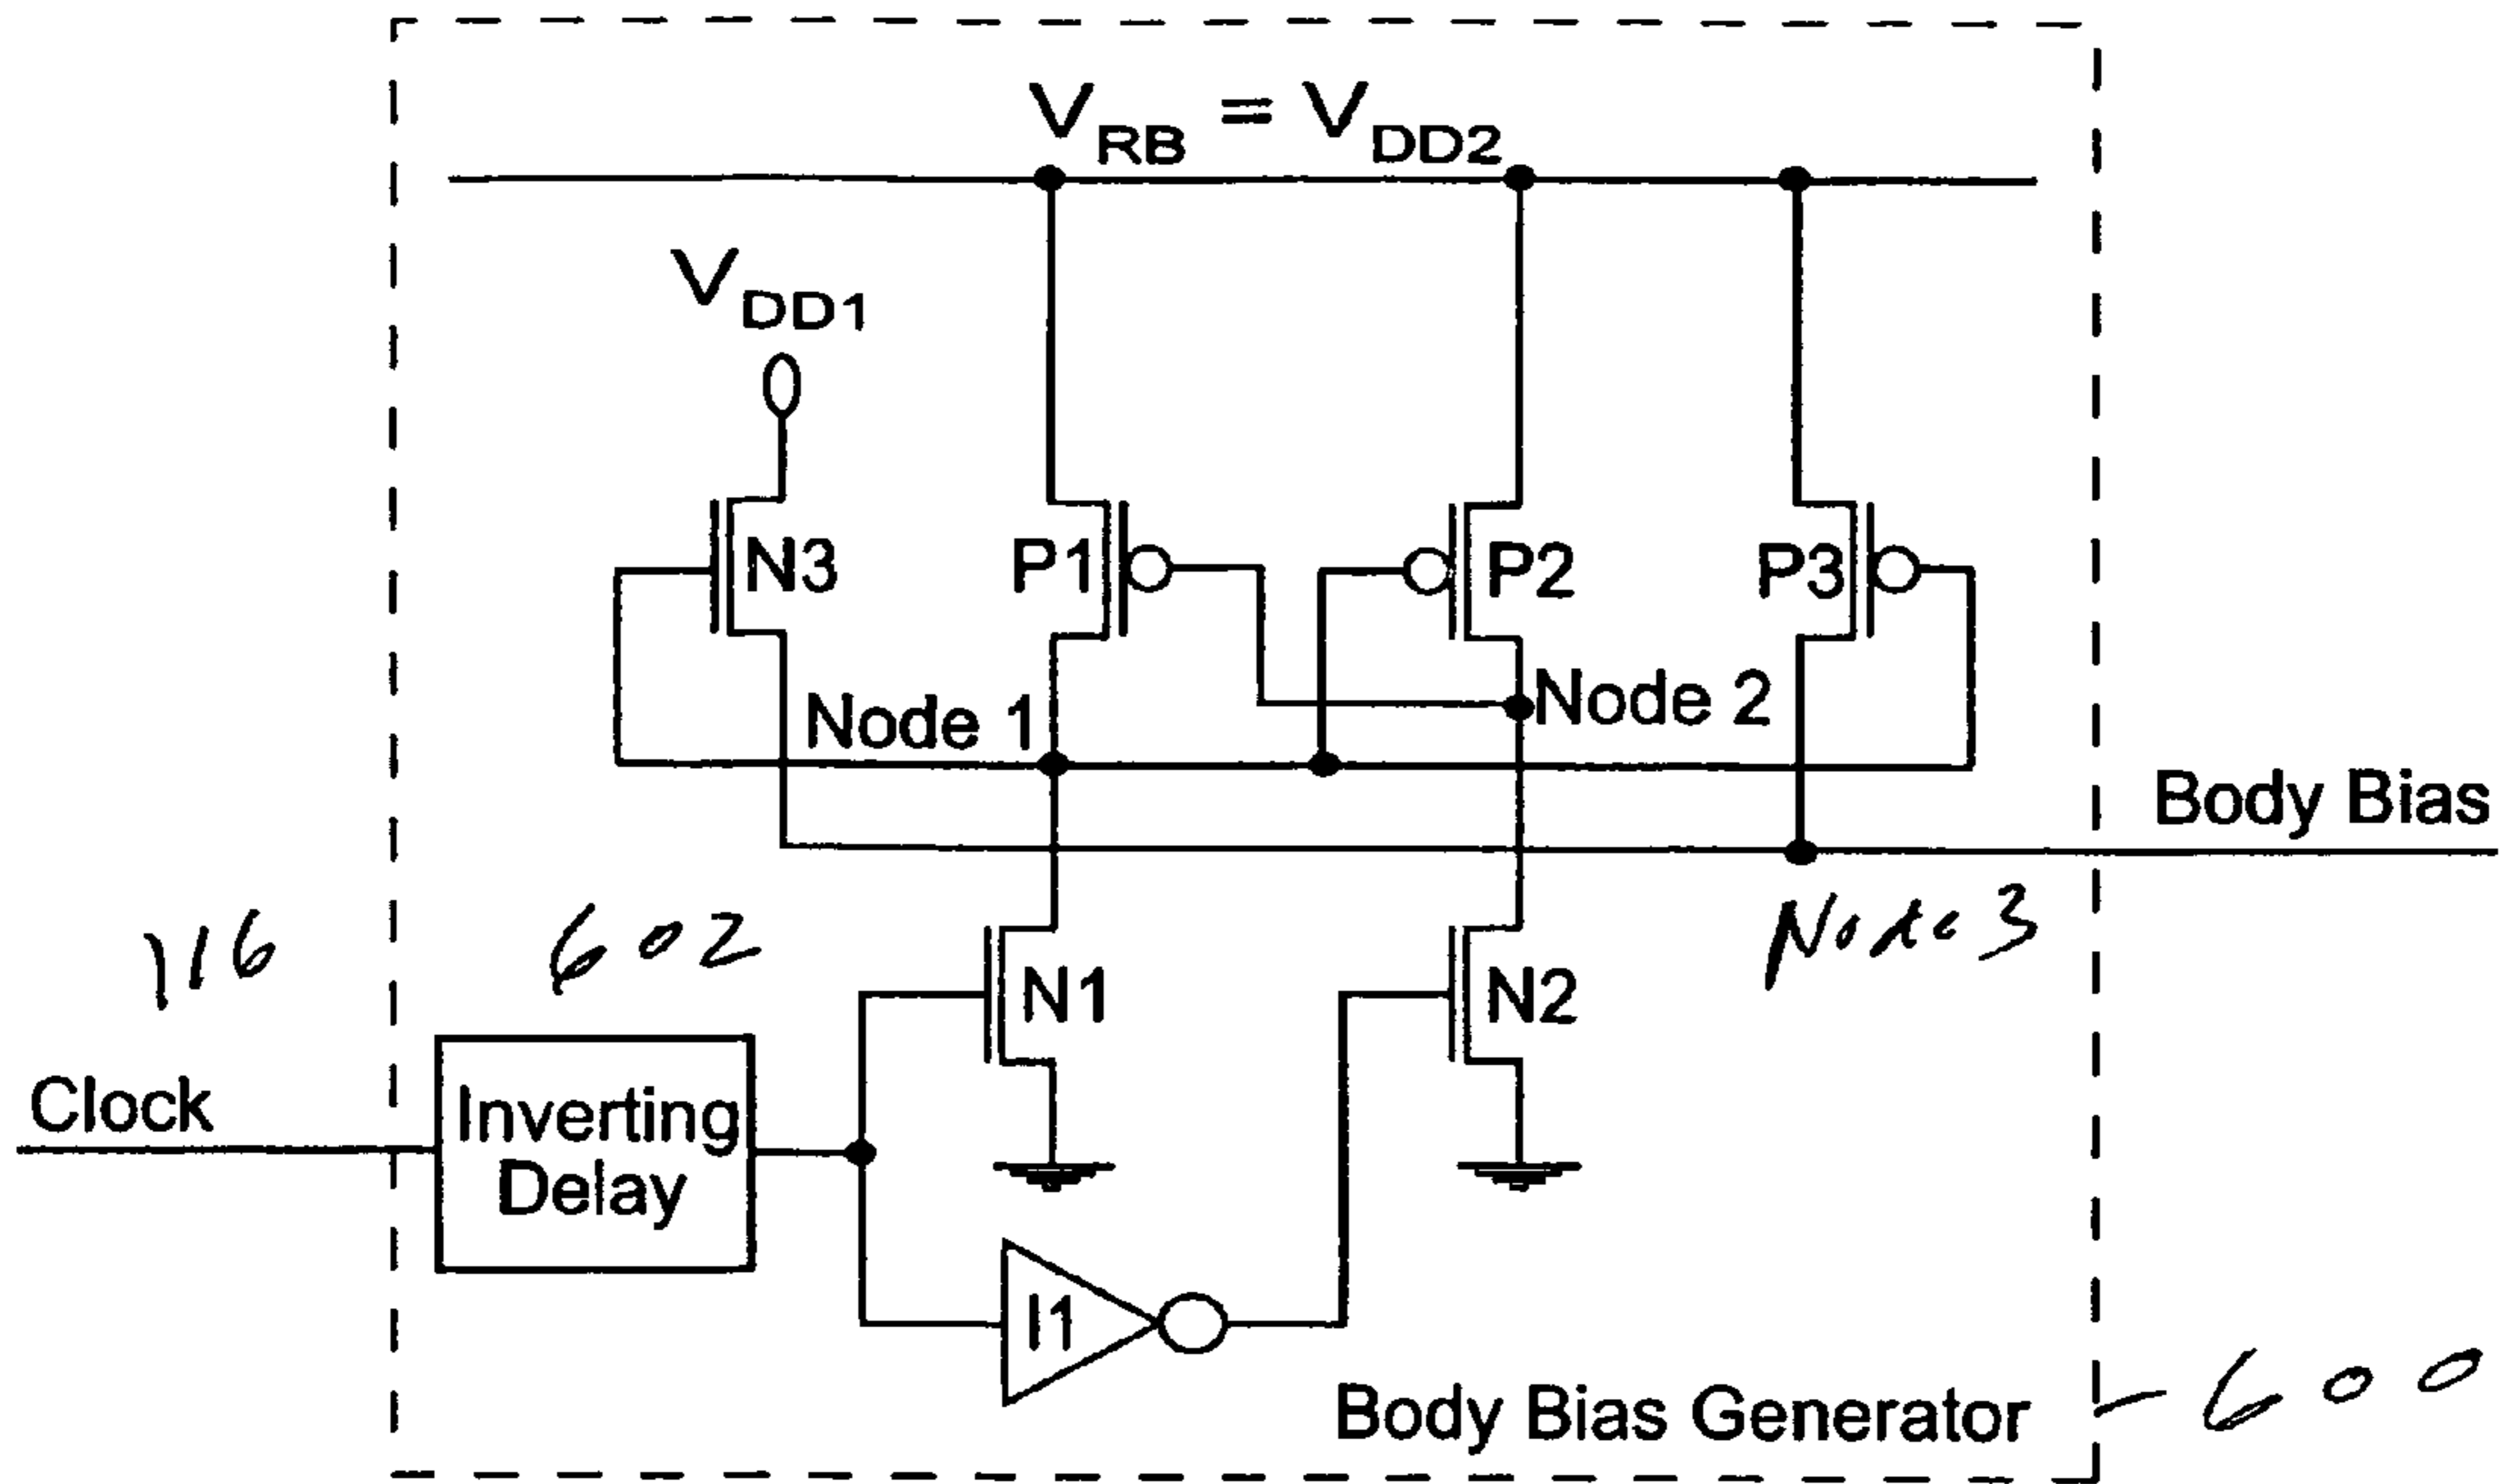 V_RB = V_DD2
V_DD1
N3
P1
P2
P3
Node 1
Node 2
Body Bias
Node 3
116
602
N1
N2
Clock
Inverting
Delay
I1
Body Bias Generator
600